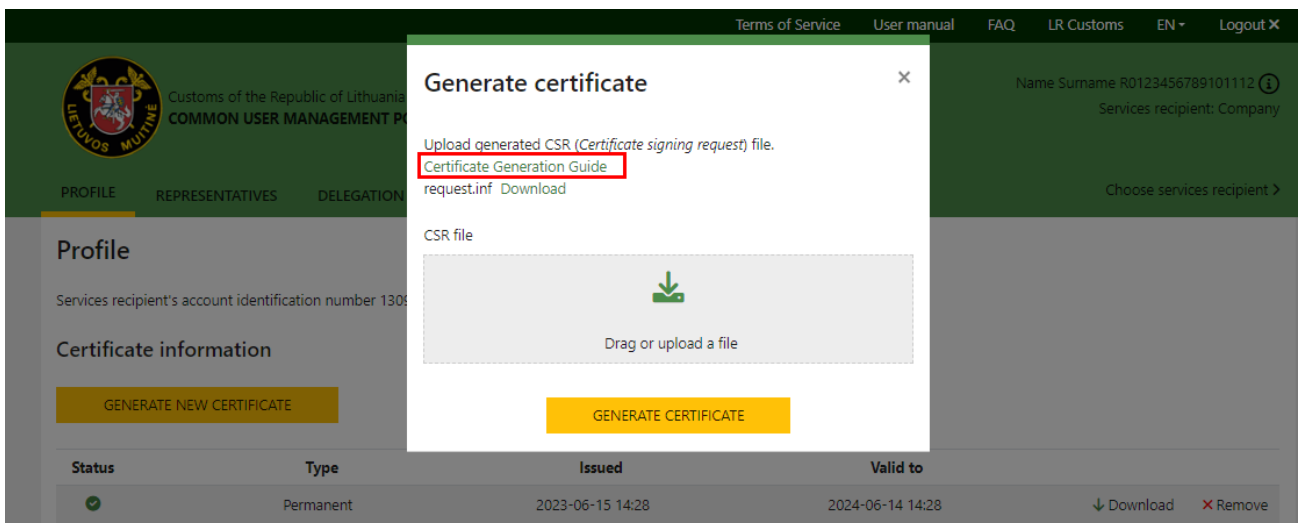 Terms of Service User manual FAQ LR Customs EN Logout ×
LIETUVOS MUITINĖ
Customs of the Republic of Lithuania
COMMON USER MANAGEMENT
Name Surname R0123456789101112
Services recipient: Company
PROFILE REPRESENTATIVES DELEGATION
Choose services recipient >
Generate certificate ×
Upload generated CSR (Certificate signing request) file.
Certificate Generation Guide
request.inf Download
CSR file
Drag or upload a file
GENERATE CERTIFICATE
Profile
Services recipient's account identification number 1309
Certificate information
GENERATE NEW CERTIFICATE
Status Type Issued Valid to
Permanent 2023-06-15 14:28 2024-06-14 14:28 Download × Remove